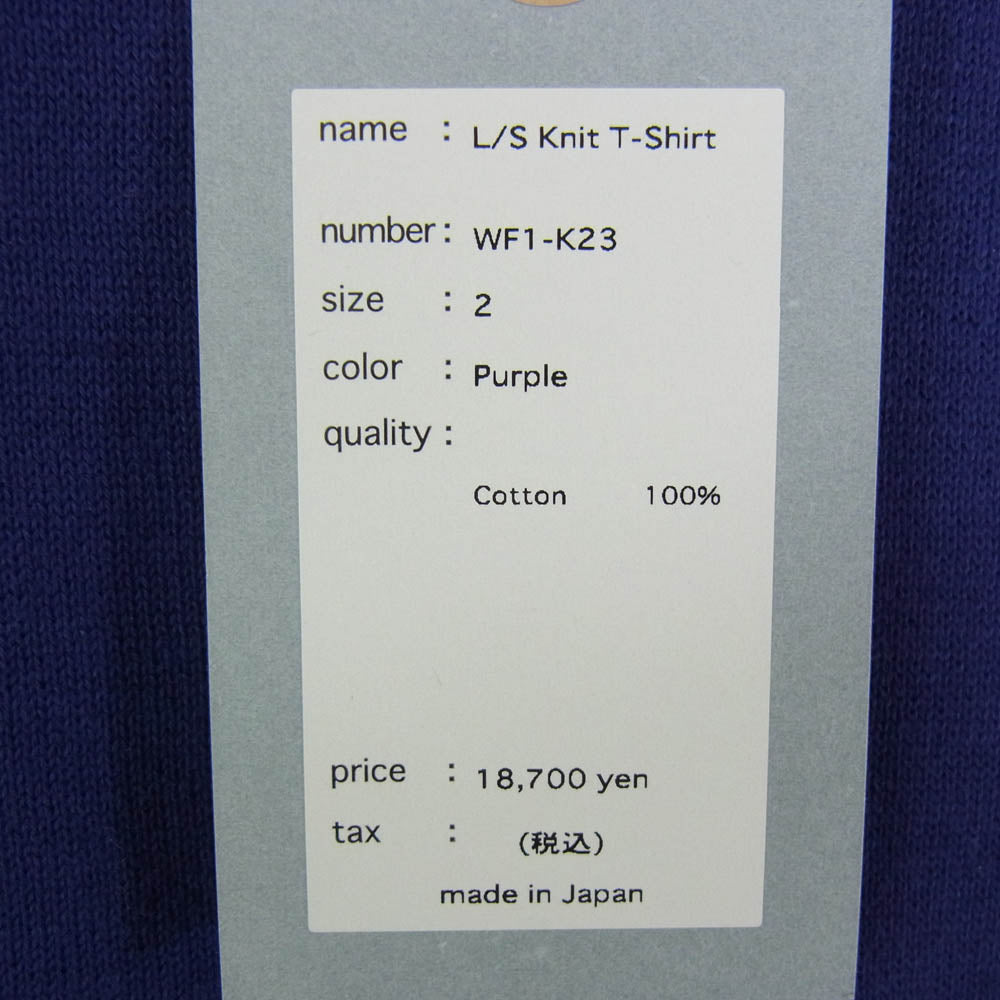 name : L/S Knit T-Shirt
number : WF1-K23
size : 2
color : Purple
quality :
Cotton 100%
price : 18,700 yen
tax : (税込)
made in Japan